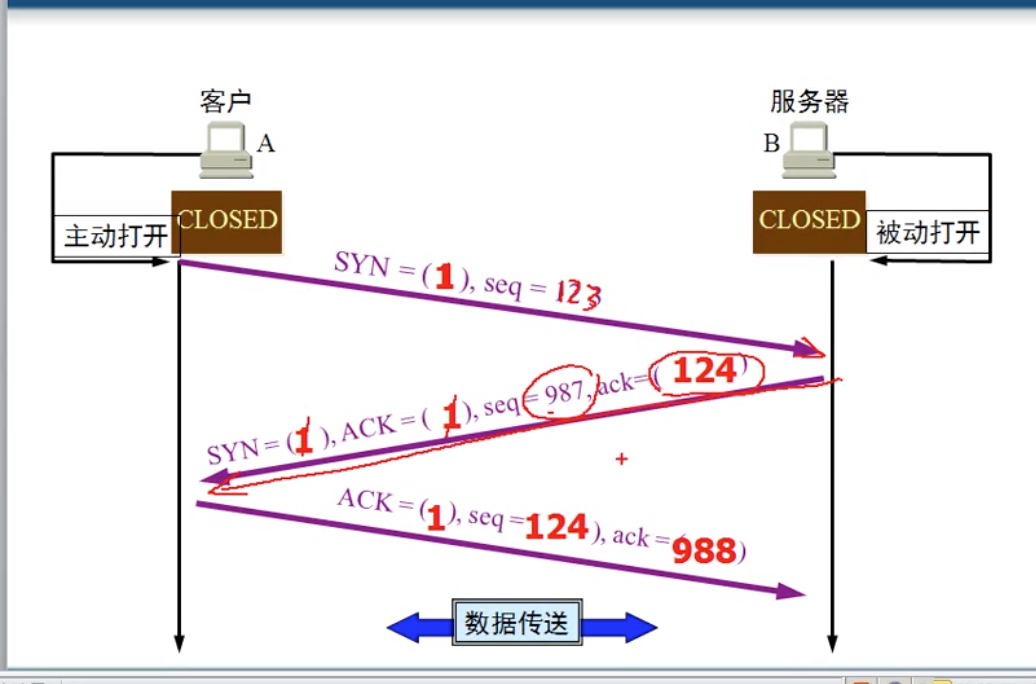 客户
服务器
A
B
CLOSED
CLOSED
主动打开
被动打开
SYN = (1), seq = 123
SYN = (1), ACK = (1), seq = 987, ack= (124)
ACK = (1), seq =124), ack =988)
数据传送